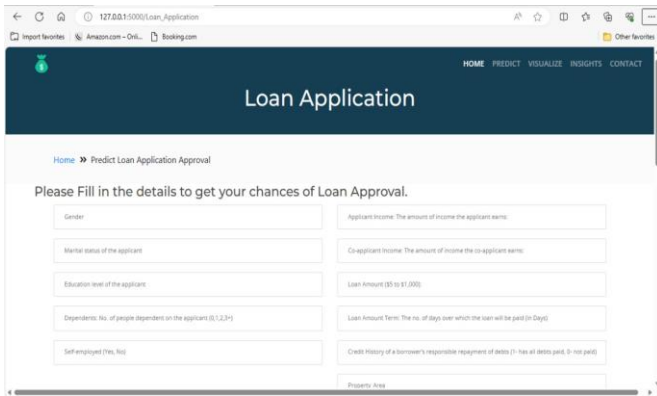 127.0.0.1:5000/Loan_Application
Import favorites Amazon.com – Onli... Booking.com Other favorites
HOME PREDICT VISUALIZE INSIGHTS CONTACT
Loan Application
Home » Predict Loan Application Approval
Please Fill in the details to get your chances of Loan Approval.
Gender
Applicant Income: The amount of income the applicant earns:
Marital status of the applicant
Co-applicant Income: The amount of income the co-applicant earns:
Education level of the applicant
Loan Amount ($5 to $1,000):
Dependents: No. of people dependent on the applicant (0,1,2,3+)
Loan Amount Term: The no. of days over which the loan will be paid (in Days)
Self-employed (Yes, No)
Credit History of a borrower's responsible repayment of debts (1- has all debts paid, 0- not paid)
Property Area